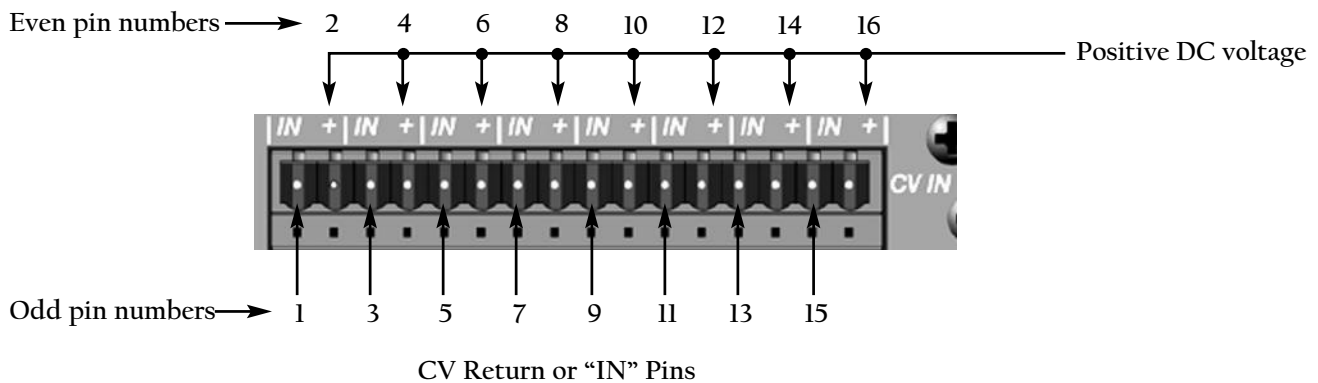 Even pin numbers 2 4 6 8 10 12 14 16
Positive DC voltage
| IN + | IN + | IN + | IN + | IN + | IN + | IN + | IN + |
CV IN
Odd pin numbers 1 3 5 7 9 11 13 15
CV Return or “IN” Pins